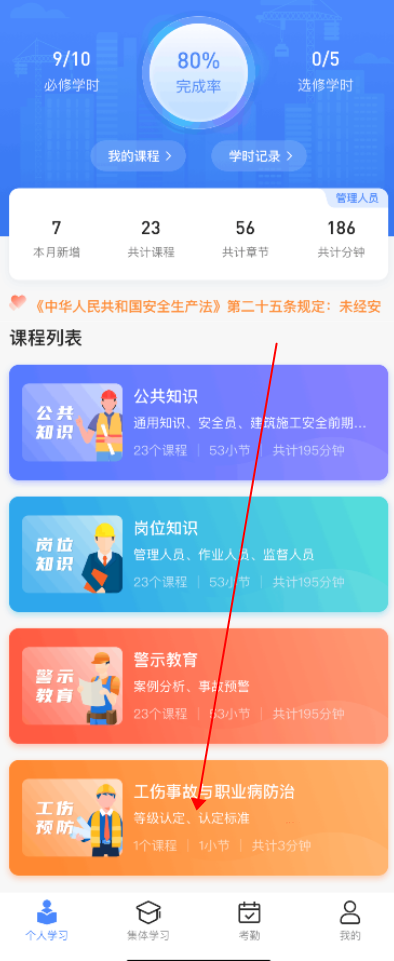 9/10
80%
0/5
必修学时
完成率
选修学时
我的课程 >
学时记录 >
管理人员
7
23
56
186
本月新增
共计课程
共计章节
共计分钟
《中华人民共和国安全生产法》第二十五条规定：未经安
课程列表
公共
知识
公共知识
通用知识、安全员、建筑施工安全前期...
23个课程 | 53小节 | 共计195分钟
岗位
知识
岗位知识
管理人员、作业人员、监督人员
23个课程 | 53小节 | 共计195分钟
警示
教育
警示教育
案例分析、事故预警
23个课程 | 53小节 | 共计195分钟
工伤
预防
工伤事故与职业病防治
等级认定、认定标准
1个课程 | 1小节 | 共计3分钟
个人学习
集体学习
考勤
我的